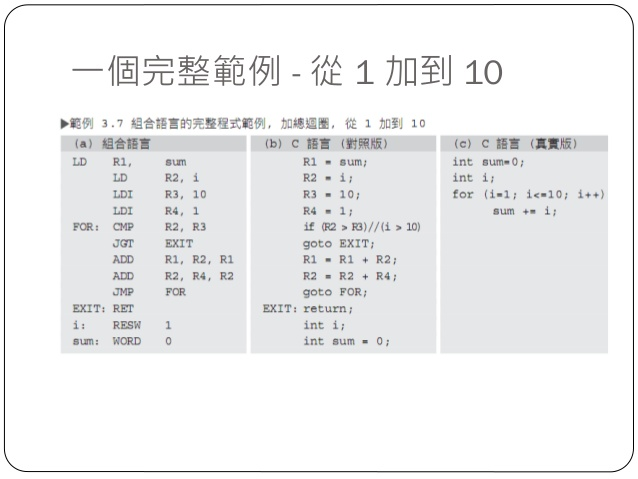 一個完整範例 - 從 1 加到 10
▶範例 3.7 組合語言的完整程式範例, 加總迴圈, 從 1 加到 10
(a) 組合語言
LD R1, sum
LD R2, i
LDI R3, 10
LDI R4, 1
FOR: CMP R2, R3
JGT EXIT
ADD R1, R2, R1
ADD R2, R4, R2
JMP FOR
EXIT: RET
i: RESW 1
sum: WORD 0
(b) C 語言 (對照版)
R1 = sum;
R2 = i;
R3 = 10;
R4 = 1;
if (R2 > R3)//(i > 10)
goto EXIT;
R1 = R1 + R2;
R2 = R2 + R4;
goto FOR;
EXIT: return;
int i;
int sum = 0;
(c) C 語言 (真實版)
int sum=0;
int i;
for (i=1; i<=10; i++)
sum += i;